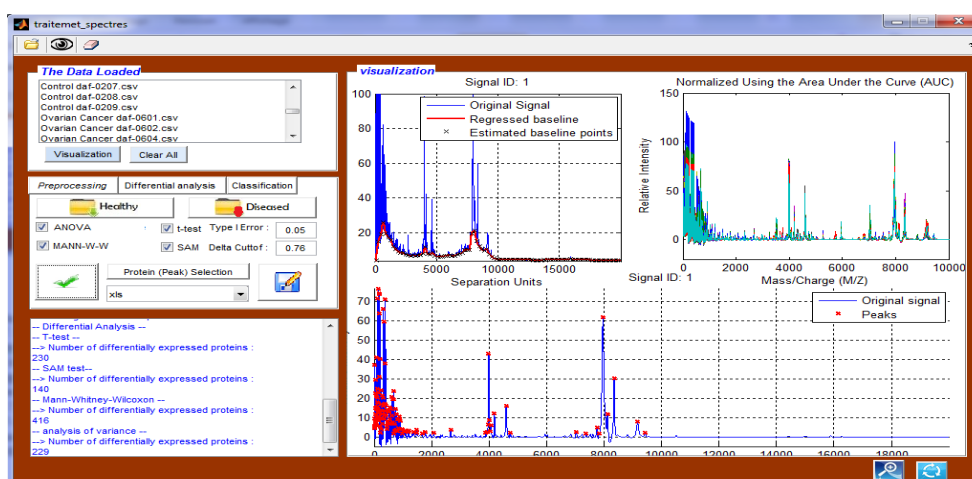 traitemet_spectres
The Data Loaded
Control daf-0207.csv
Control daf-0208.csv
Control daf-0209.csv
Ovarian Cancer daf-0601.csv
Ovarian Cancer daf-0602.csv
Ovarian Cancer daf-0604.csv
Visualization Clear All
Preprocessing Differential analysis Classification
Healthy Diseased
ANOVA t-test Type I Error : 0.05
MANN-W-W SAM Delta Cuttof : 0.76
Protein (Peak) Selection
xls
-- Differential Analysis --
-- T-test --
--> Number of differentially expressed proteins :
230
-- SAM test--
--> Number of differentially expressed proteins :
140
-- Mann-Whitney-Wilcoxon --
--> Number of differentially expressed proteins :
416
-- analysis of variance --
--> Number of differentially expressed proteins :
229
visualization
Signal ID: 1
Original Signal
Regressed baseline
Estimated baseline points
100
80
60
40
20
0 5000 10000 15000
Separation Units
Normalized Using the Area Under the Curve (AUC)
Relative Intensity
150
100
50
0
0 2000 4000 6000 8000 10000
Mass/Charge (M/Z)
Signal ID: 1
Original signal
Peaks
70
60
50
40
30
20
10
0
0 2000 4000 6000 8000 10000 12000 14000 16000 18000